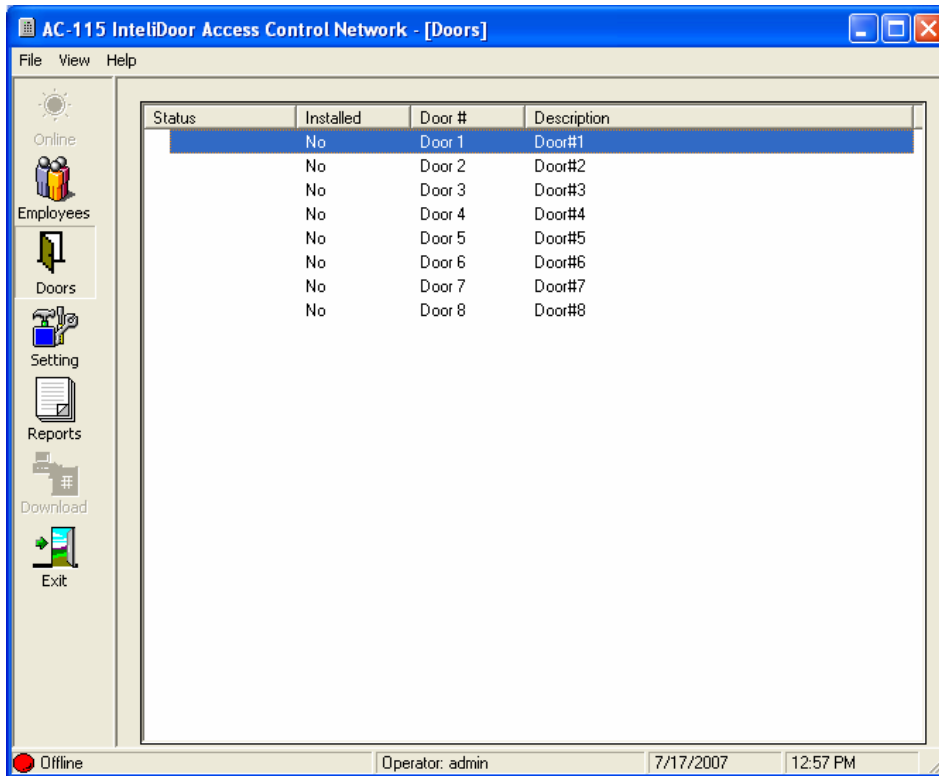 AC-115 InteliDoor Access Control Network - [Doors]
File View Help
Online
Employees
Doors
Setting
Reports
Download
Exit
Status Installed Door # Description
No Door 1 Door#1
No Door 2 Door#2
No Door 3 Door#3
No Door 4 Door#4
No Door 5 Door#5
No Door 6 Door#6
No Door 7 Door#7
No Door 8 Door#8
Offline Operator: admin 7/17/2007 12:57 PM